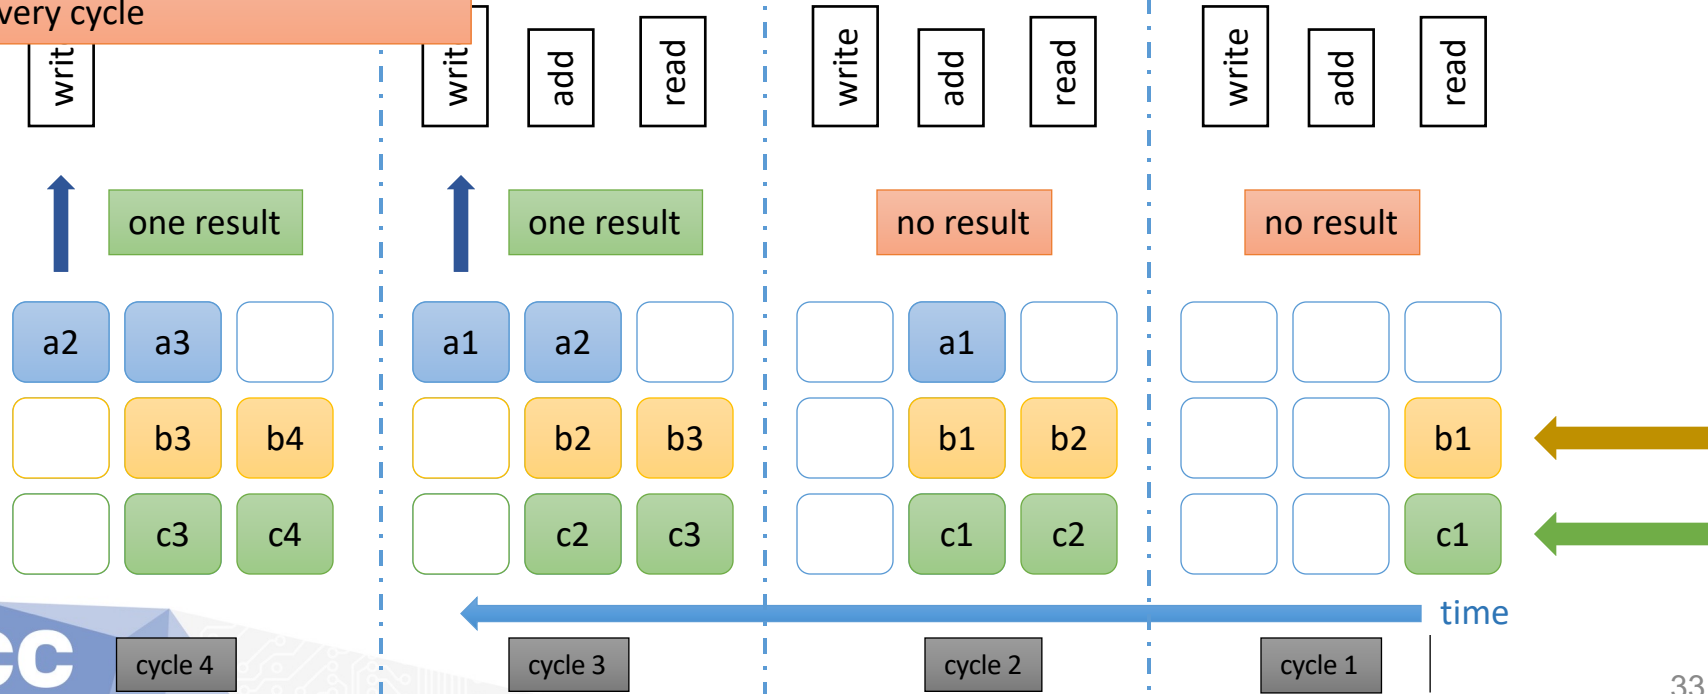 very cycle
writ
writ
add
read
write
add
read
write
add
read
one result
one result
no result
no result
a2 a3
a1 a2
a1
b3 b4
b2 b3
b1 b2
b1
c3 c4
c2 c3
c1 c2
c1
time
cycle 4
cycle 3
cycle 2
cycle 1
CC
33